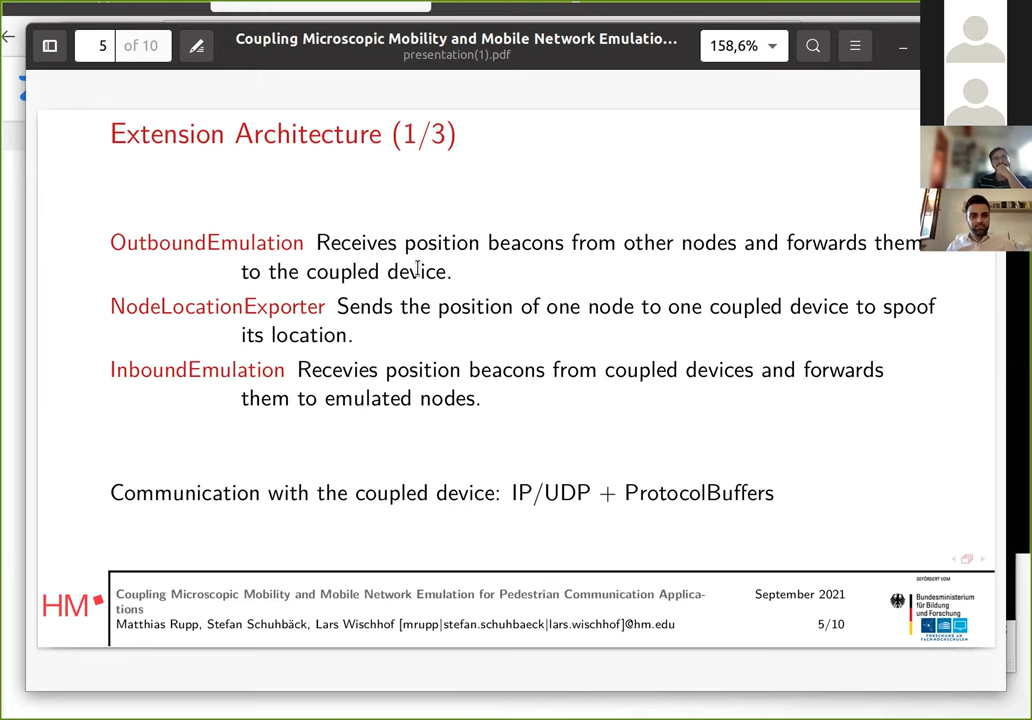 5 of 10
Coupling Microscopic Mobility and Mobile Network Emulatio...
presentation(1).pdf
158,6%
Extension Architecture (1/3)
OutboundEmulation Receives position beacons from other nodes and forwards them
to the coupled device.
NodeLocationExporter Sends the position of one node to one coupled device to spoof
its location.
InboundEmulation Recevies position beacons from coupled devices and forwards
them to emulated nodes.
Communication with the coupled device: IP/UDP + ProtocolBuffers
HM
Coupling Microscopic Mobility and Mobile Network Emulation for Pedestrian Communication Applica-
tions
Matthias Rupp, Stefan Schuhbäck, Lars Wischhof [mrupp|stefan.schuhbaeck|lars.wischhof]@hm.edu
September 2021
5/10
GEFÖRDERT VOM
Bundesministerium
für Bildung
und Forschung
FORSCHUNG AN
FACHHOCHSCHULEN